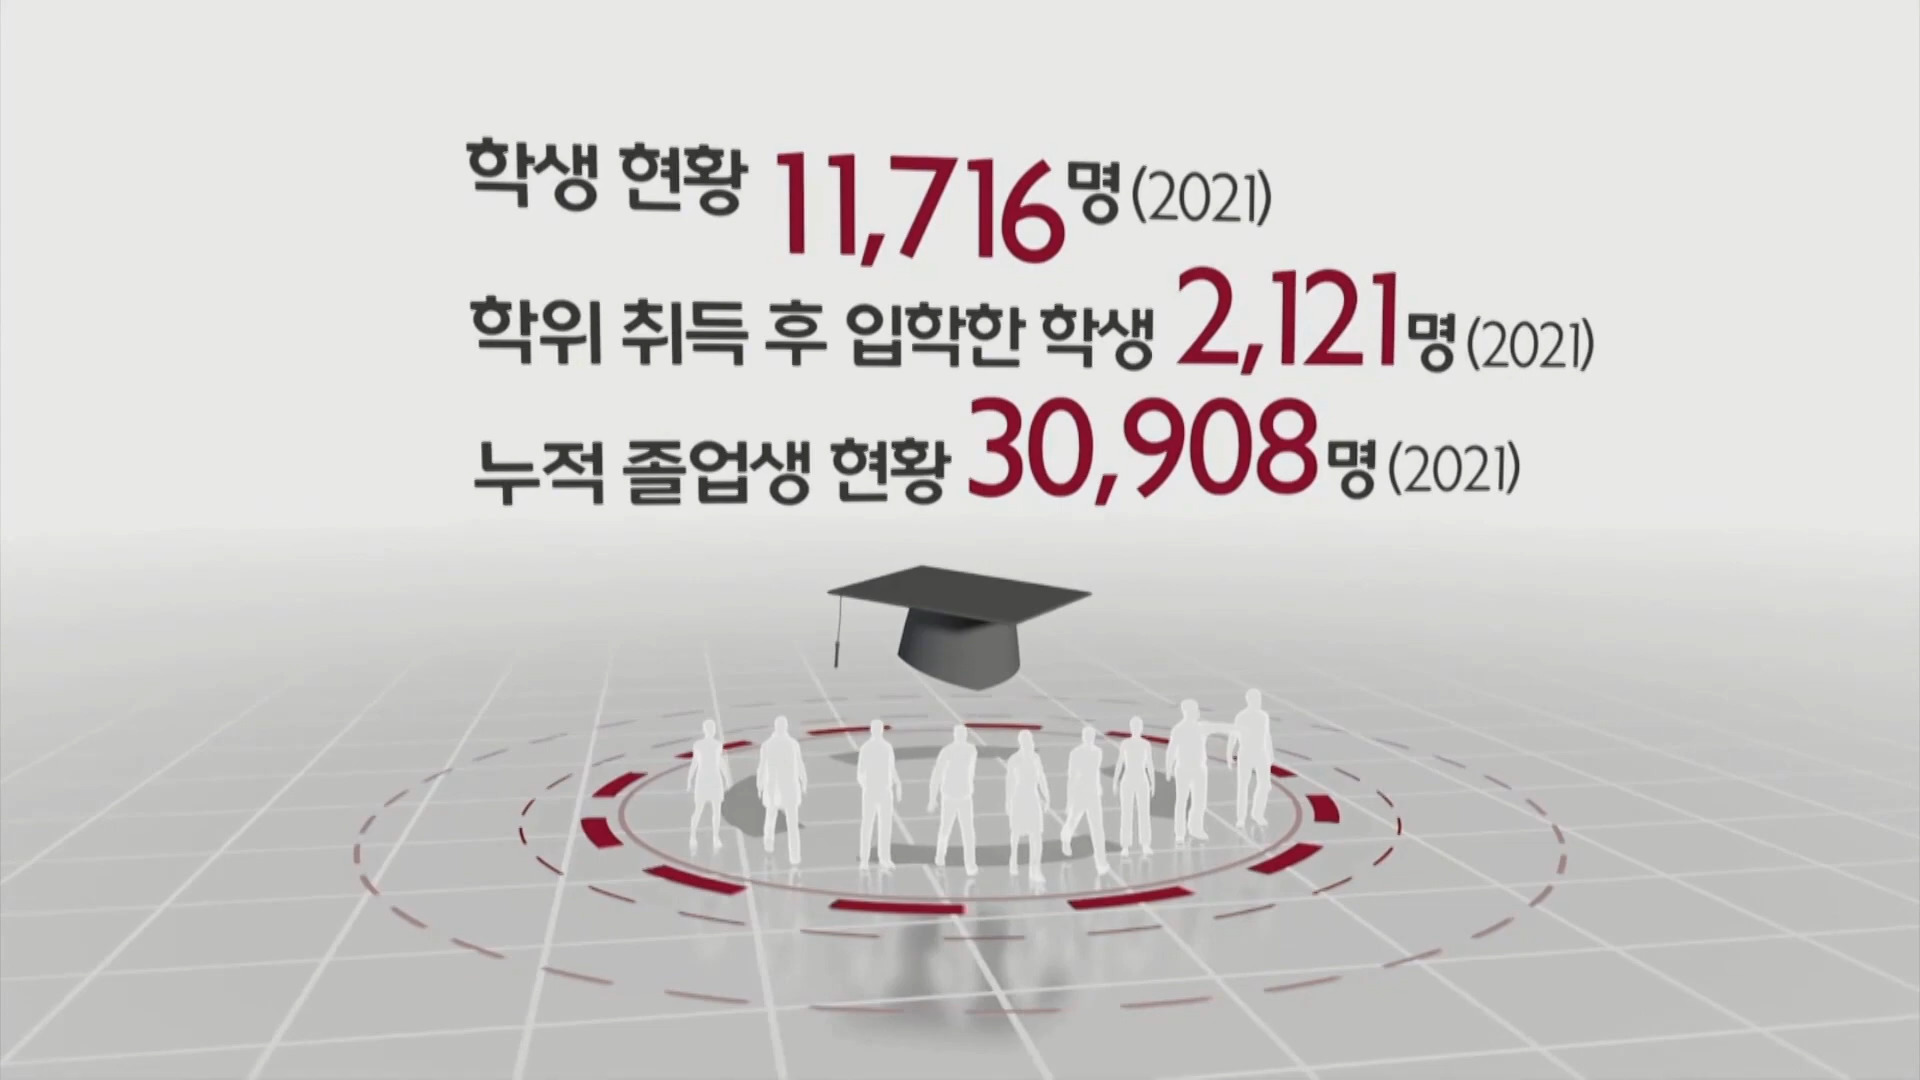 학생 현황 11,716명 (2021)
학위 취득 후 입학한 학생 2,121명 (2021)
누적 졸업생 현황 30,908명 (2021)